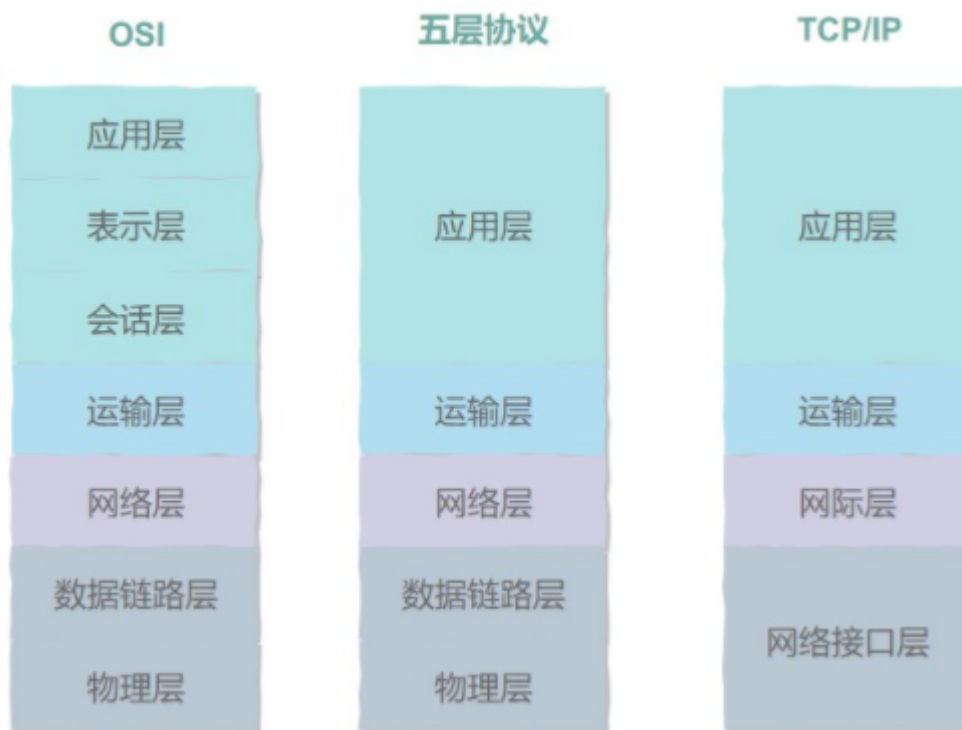 OSI
应用层
表示层
会话层
运输层
网络层
数据链路层
物理层
五层协议
应用层
运输层
网络层
数据链路层
物理层
TCP/IP
应用层
运输层
网际层
网络接口层